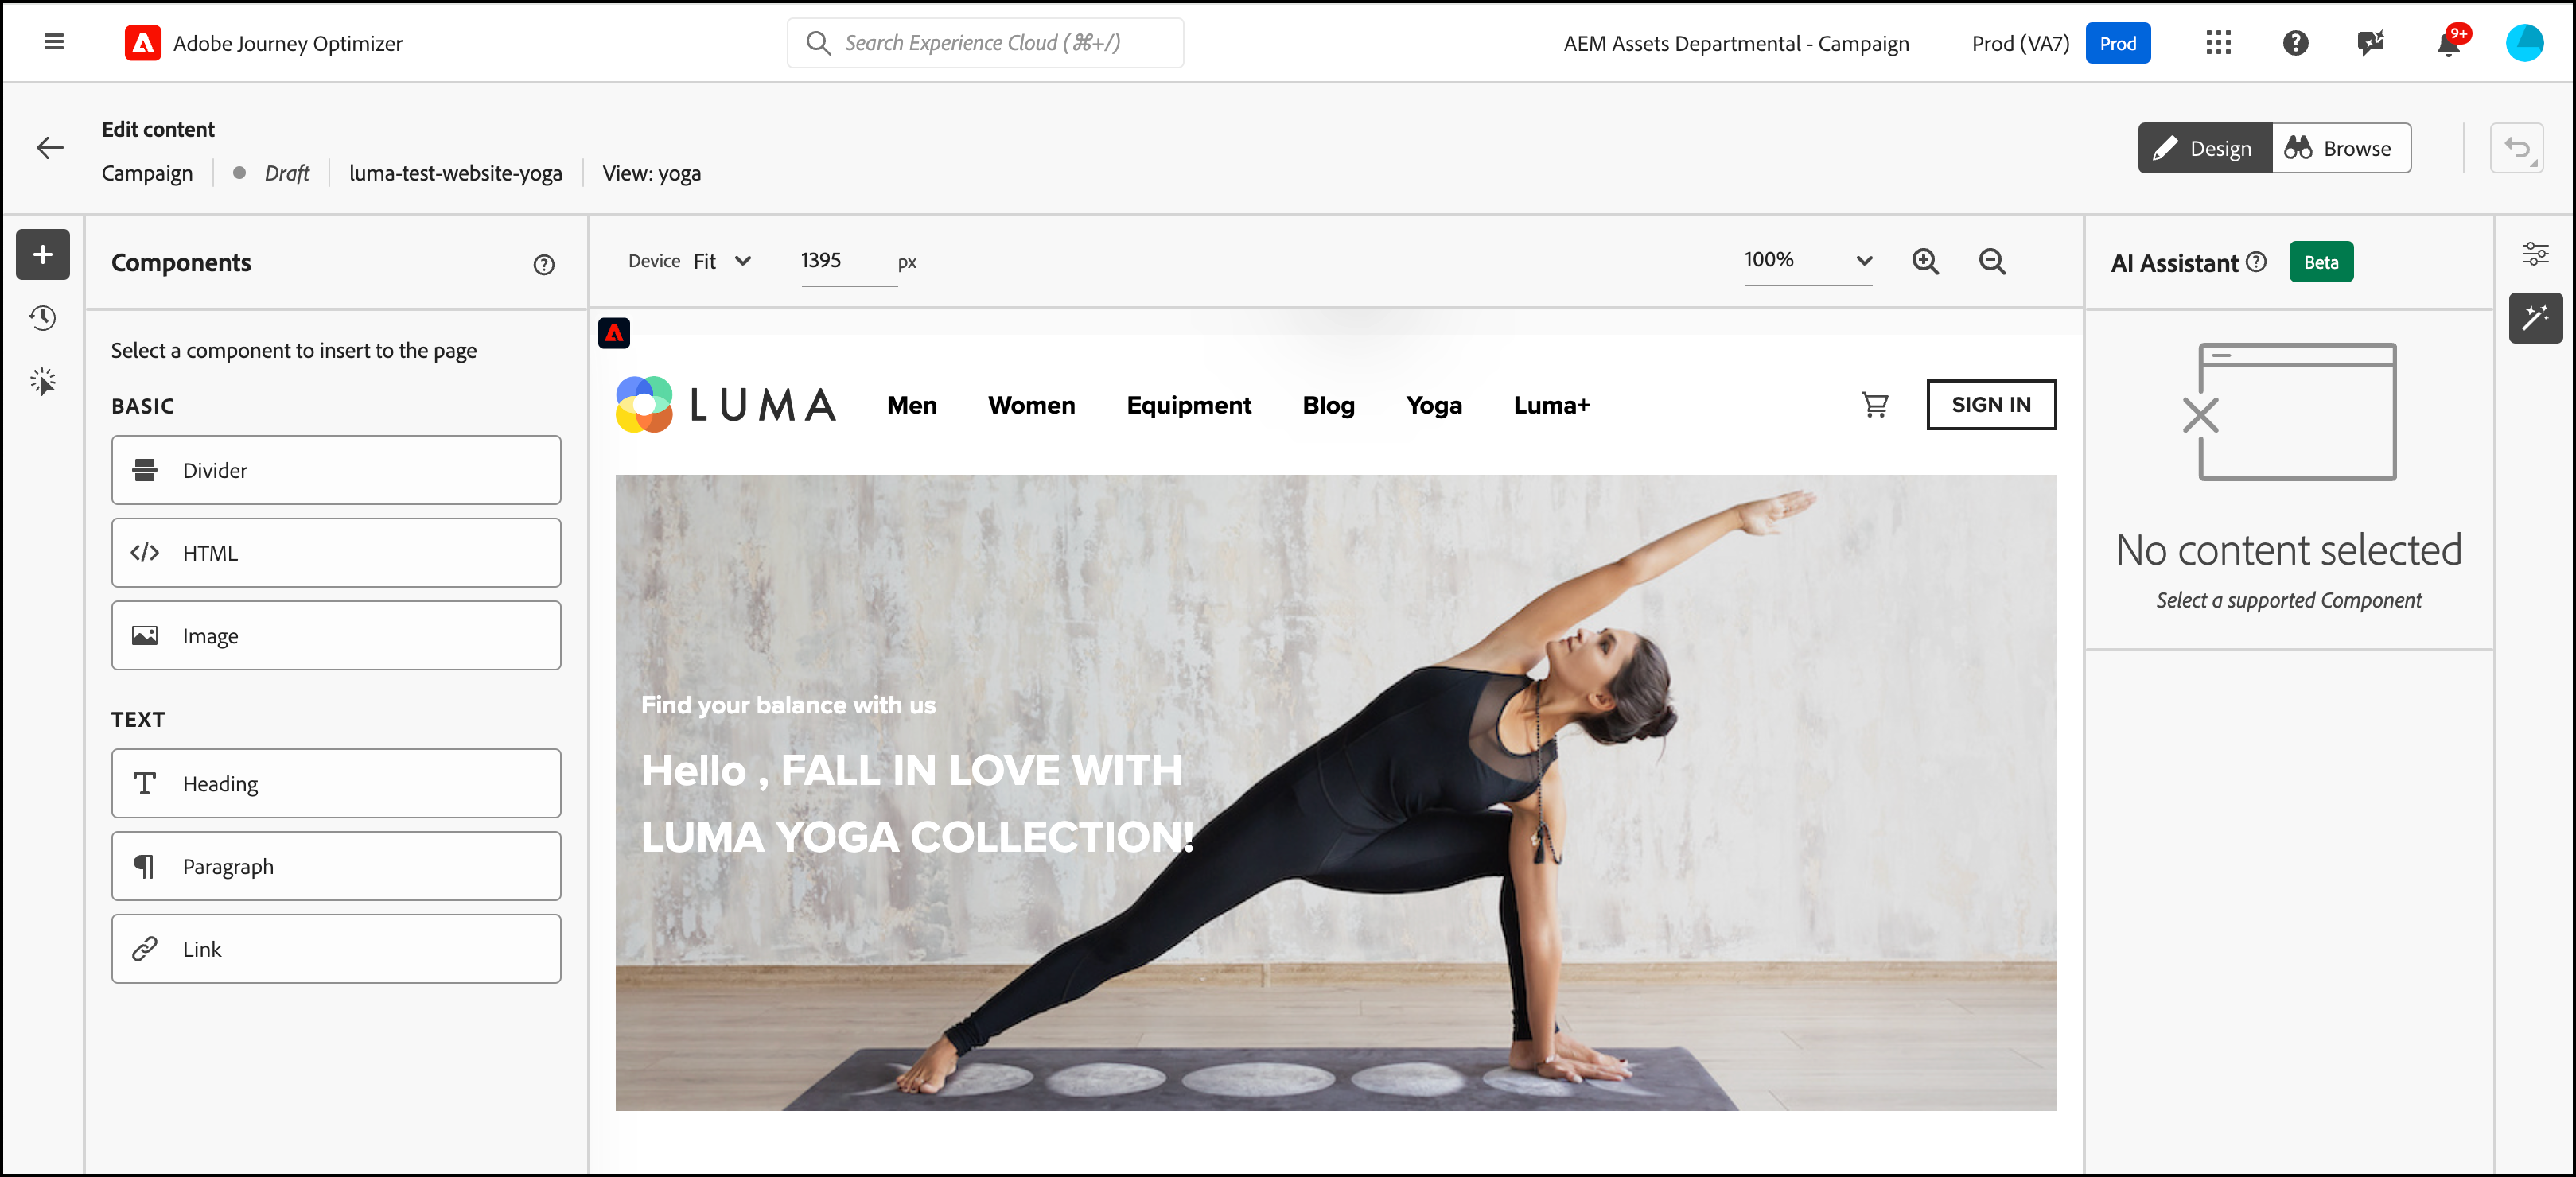 Adobe Journey Optimizer
Search Experience Cloud (⌘+/)
AEM Assets Departmental - Campaign
Prod (VA7)
Prod
9+
Edit content
Campaign
Draft
luma-test-website-yoga
View: yoga
Design
Browse
Components
Device
Fit
1395
px
100%
AI Assistant
Beta
Select a component to insert to the page
BASIC
Divider
HTML
Image
TEXT
Heading
Paragraph
Link
LUMA
Men
Women
Equipment
Blog
Yoga
Luma+
SIGN IN
Find your balance with us
Hello , FALL IN LOVE WITH
LUMA YOGA COLLECTION!
No content selected
Select a supported Component